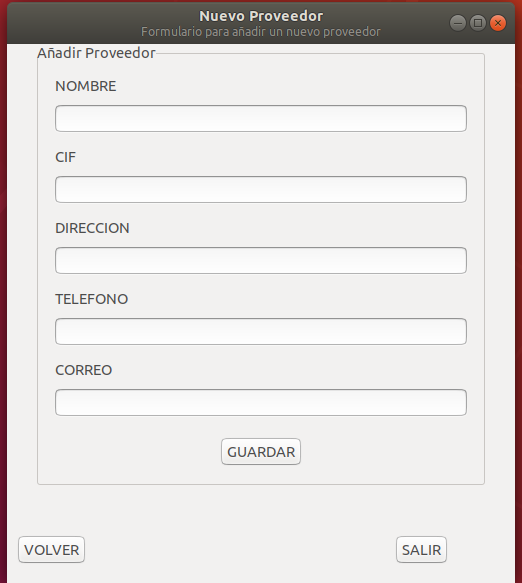 Nuevo Proveedor
Formulario para añadir un nuevo proveedor
Añadir Proveedor
NOMBRE
CIF
DIRECCION
TELEFONO
CORREO
GUARDAR
VOLVER
SALIR